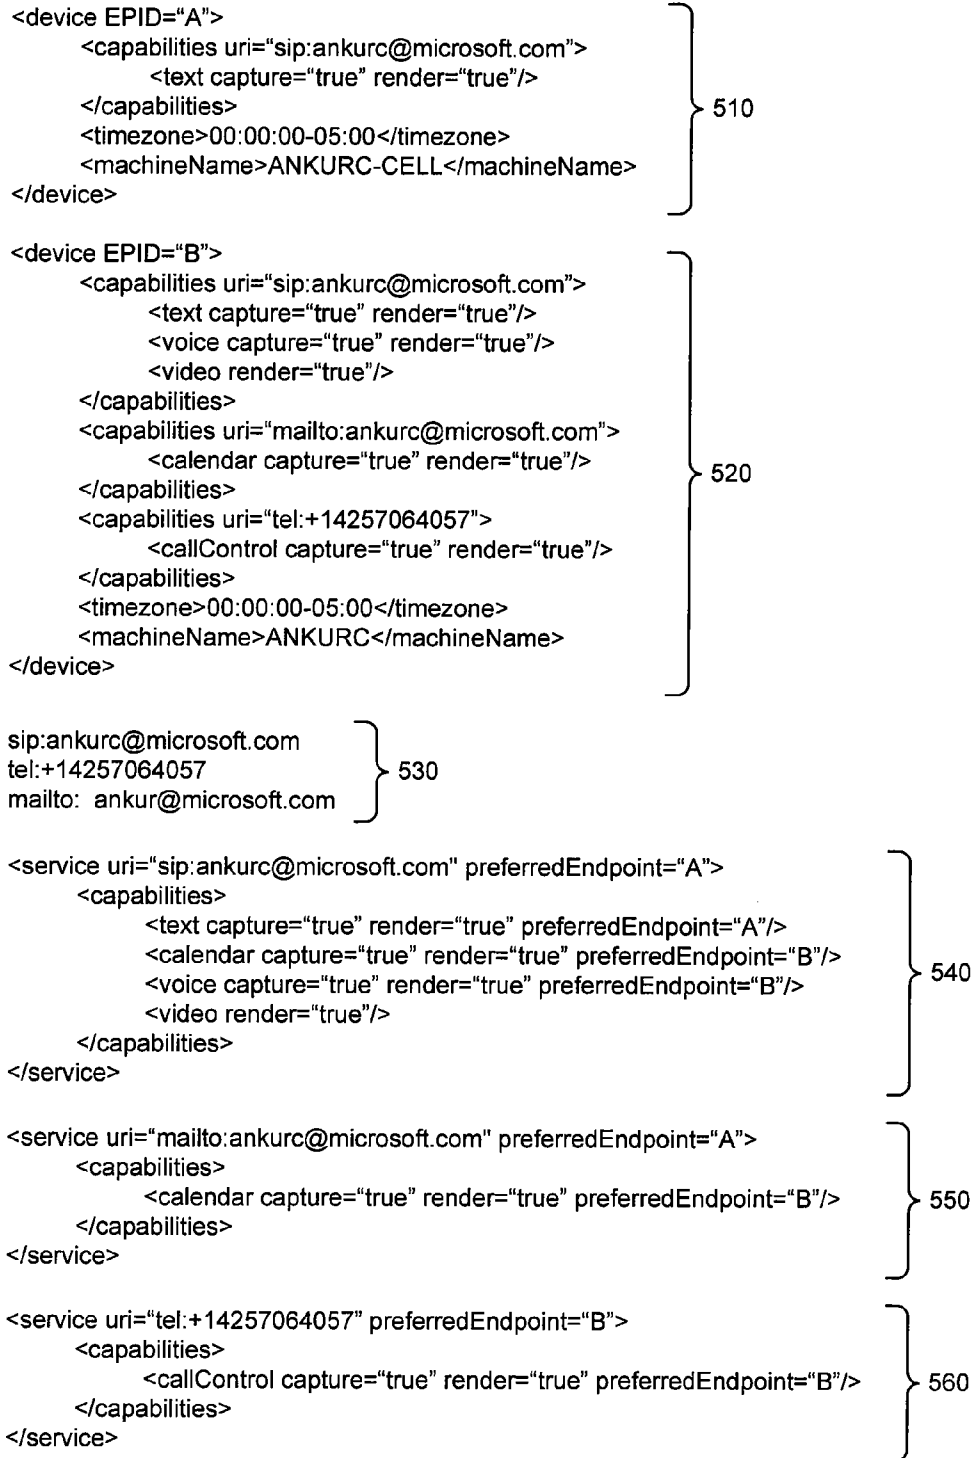 <device EPID=“A”>
<capabilities uri=“sip:ankurc@microsoft.com”>
<text capture=“true” render=“true”/>
</capabilities>
<timezone>00:00:00-05:00</timezone>
<machineName>ANKURC-CELL</machineName>
</device>
510
<device EPID=“B”>
<capabilities uri=“sip:ankurc@microsoft.com”>
<text capture=“true” render=“true”/>
<voice capture=“true” render=“true”/>
<video render=“true”/>
</capabilities>
<capabilities uri=“mailto:ankurc@microsoft.com”>
<calendar capture=“true” render=“true”/>
</capabilities>
<capabilities uri=“tel:+14257064057”>
<callControl capture=“true” render=“true”/>
</capabilities>
<timezone>00:00:00-05:00</timezone>
<machineName>ANKURC</machineName>
</device>
520
sip:ankurc@microsoft.com
tel:+14257064057
mailto: ankur@microsoft.com
530
<service uri=“sip:ankurc@microsoft.com" preferredEndpoint=“A”>
<capabilities>
<text capture=“true” render=“true” preferredEndpoint=“A”/>
<calendar capture=“true” render=“true” preferredEndpoint=“B”/>
<voice capture=“true” render=“true” preferredEndpoint=“B”/>
<video render=“true”/>
</capabilities>
</service>
540
<service uri=“mailto:ankurc@microsoft.com" preferredEndpoint=“A”>
<capabilities>
<calendar capture=“true” render=“true” preferredEndpoint=“B”/>
</capabilities>
</service>
550
<service uri=“tel:+14257064057” preferredEndpoint=“B”>
<capabilities>
<callControl capture=“true” render=“true” preferredEndpoint=“B”/>
</capabilities>
</service>
560